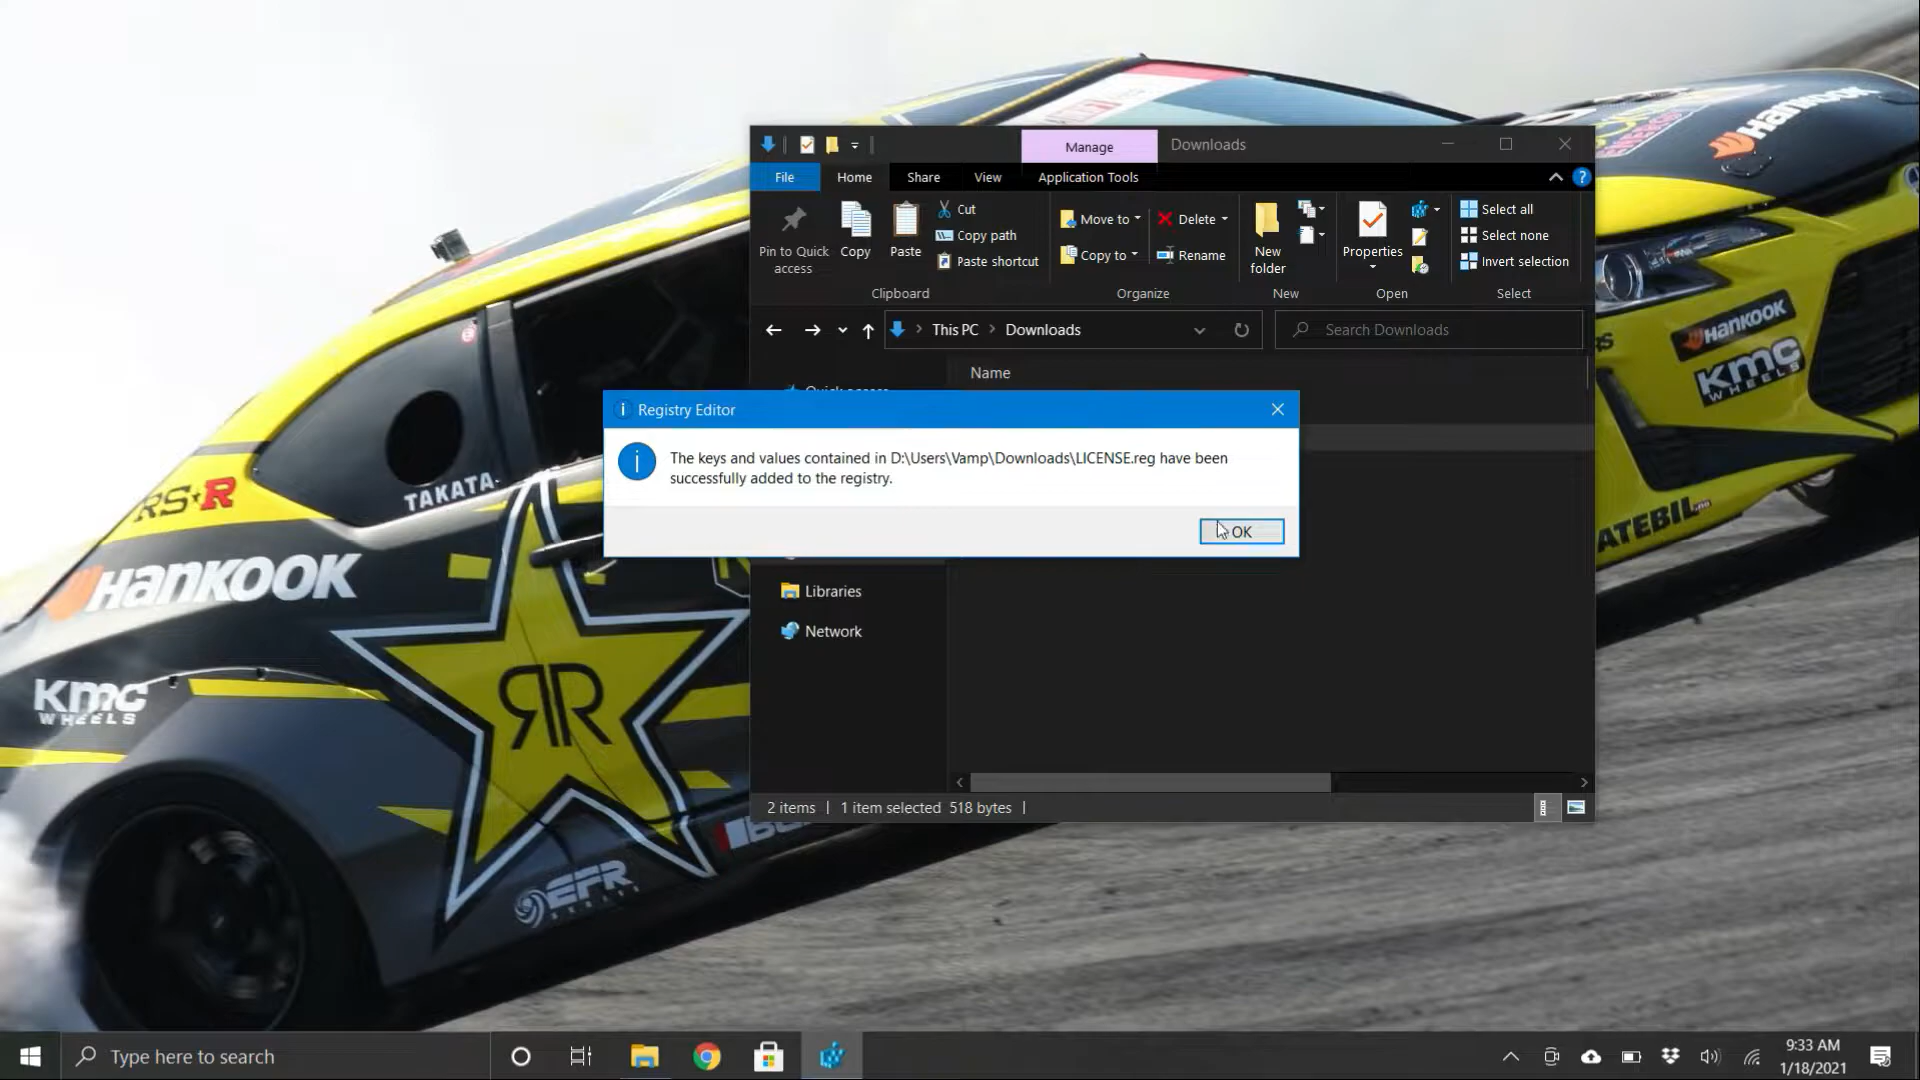 Manage
Downloads
File
Home
Share
View
Application Tools
Pin to Quick access
Copy
Paste
Cut
Copy path
Paste shortcut
Clipboard
Move to
Copy to
Delete
Rename
Organize
New folder
New
Properties
Open
Select all
Select none
Invert selection
Select
This PC
Downloads
Search Downloads
Name
Quick access
Registry Editor
The keys and values contained in D:\Users\Vamp\Downloads\LICENSE.reg have been
successfully added to the registry.
OK
Libraries
Network
2 items
1 item selected 518 bytes
RS★R
TAKATA
HANKOOK
KMC
WHEELS
RR
EFR
HANKOOK
HANKOOK
KMC
WHEELS
ATEBIL.no
Type here to search
9:33 AM
1/18/2021